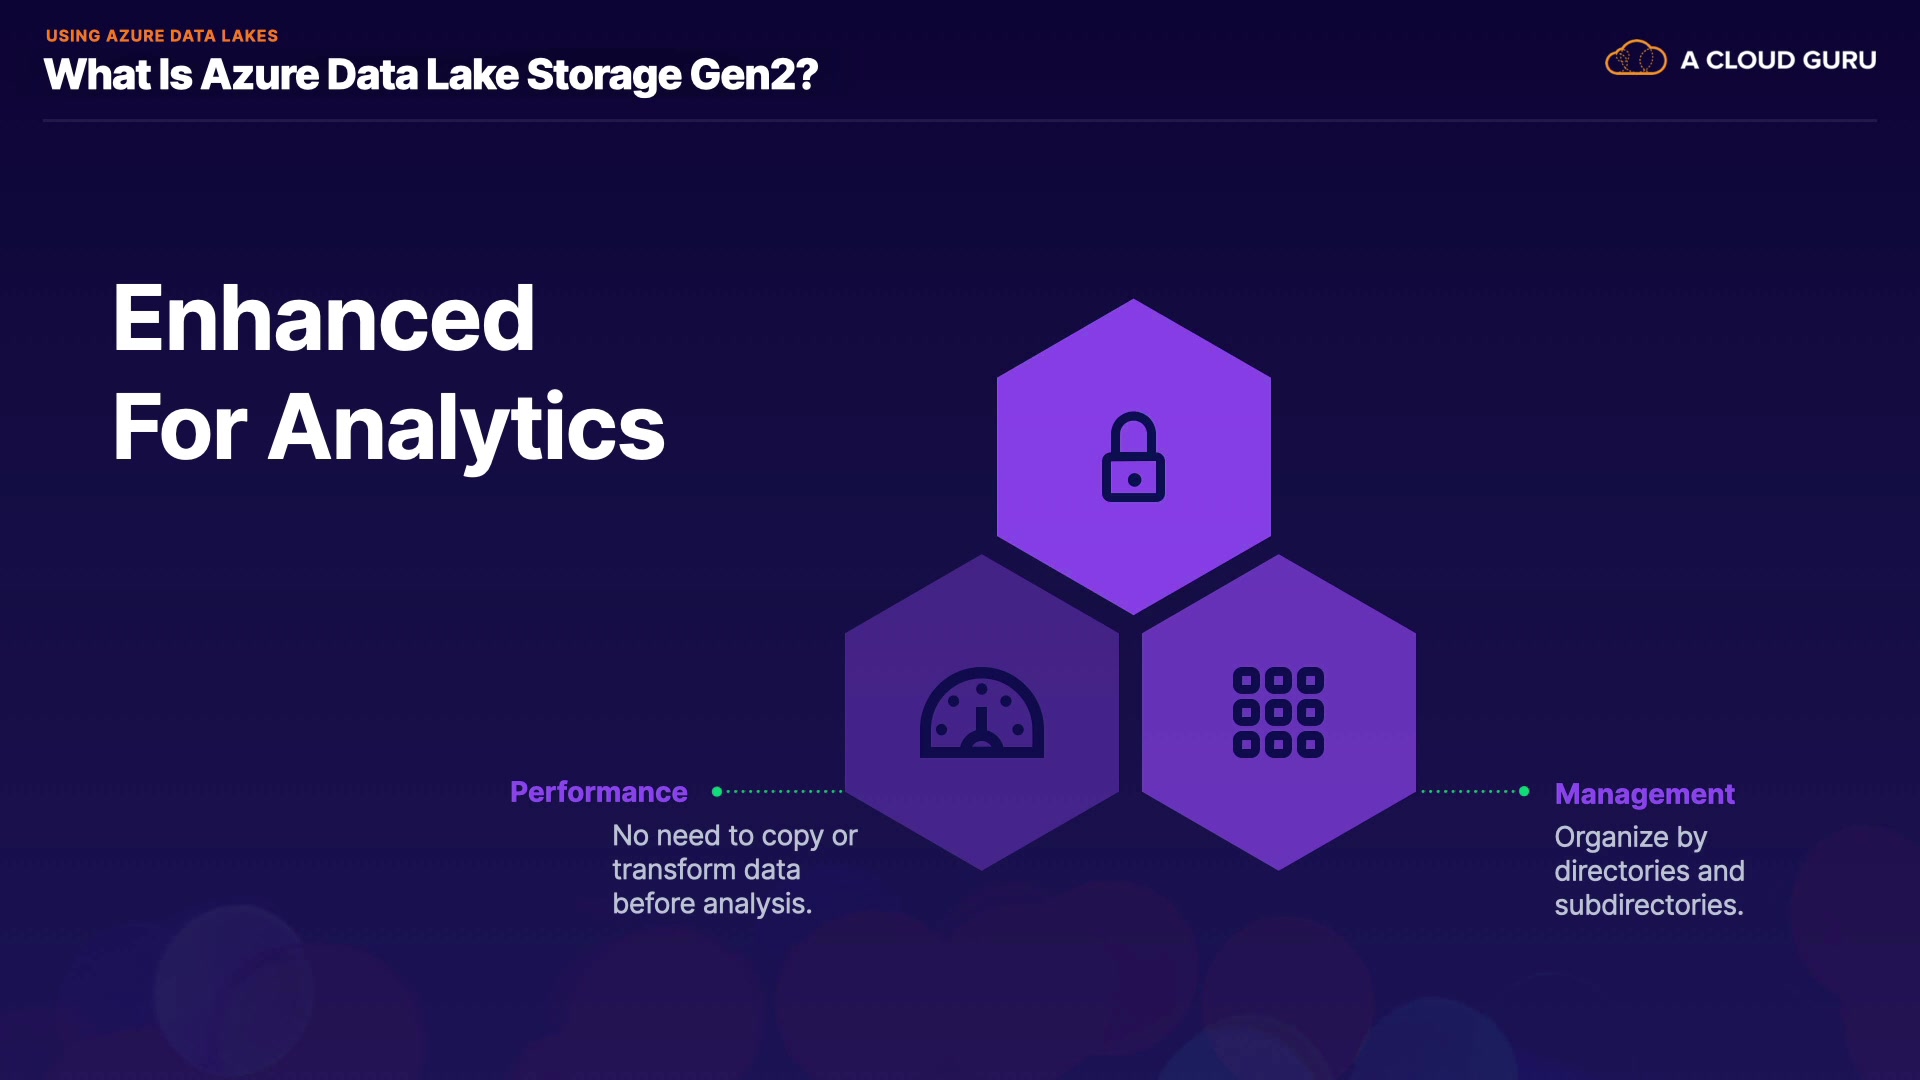 USING AZURE DATA LAKES
What Is Azure Data Lake Storage Gen2?
A CLOUD GURU
Enhanced
For Analytics
Performance
No need to copy or
transform data
before analysis.
Management
Organize by
directories and
subdirectories.